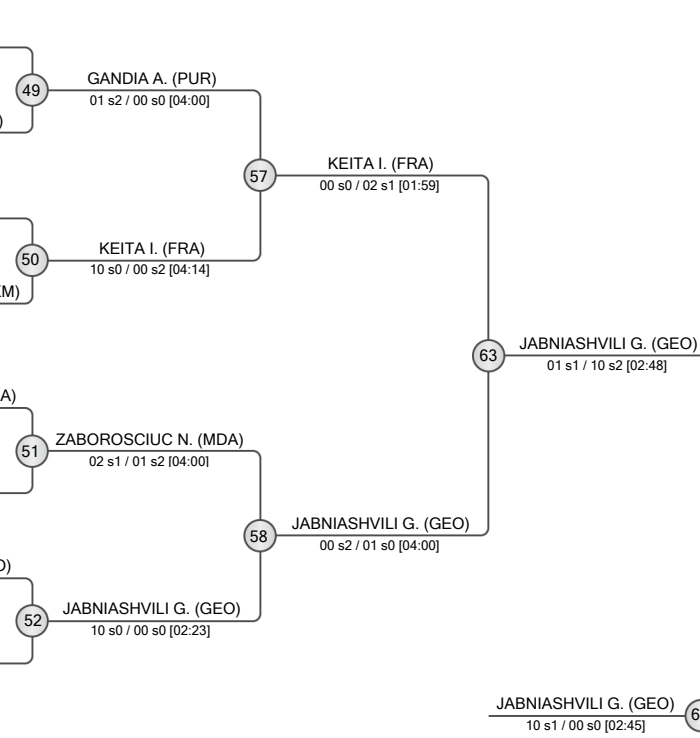 GANDIA A. (PUR)
49
01 s2 / 00 s0 [04:00]
)
KEITA I. (FRA)
57
00 s0 / 02 s1 [01:59]
KEITA I. (FRA)
50
10 s0 / 00 s2 [04:14]
M)
JABNIASHVILI G. (GEO)
63
01 s1 / 10 s2 [02:48]
A)
ZABOROSCIUC N. (MDA)
51
02 s1 / 01 s2 [04:00]
JABNIASHVILI G. (GEO)
58
00 s2 / 01 s0 [04:00]
)
JABNIASHVILI G. (GEO)
52
10 s0 / 00 s0 [02:23]
JABNIASHVILI G. (GEO)
6
10 s1 / 00 s0 [02:45]